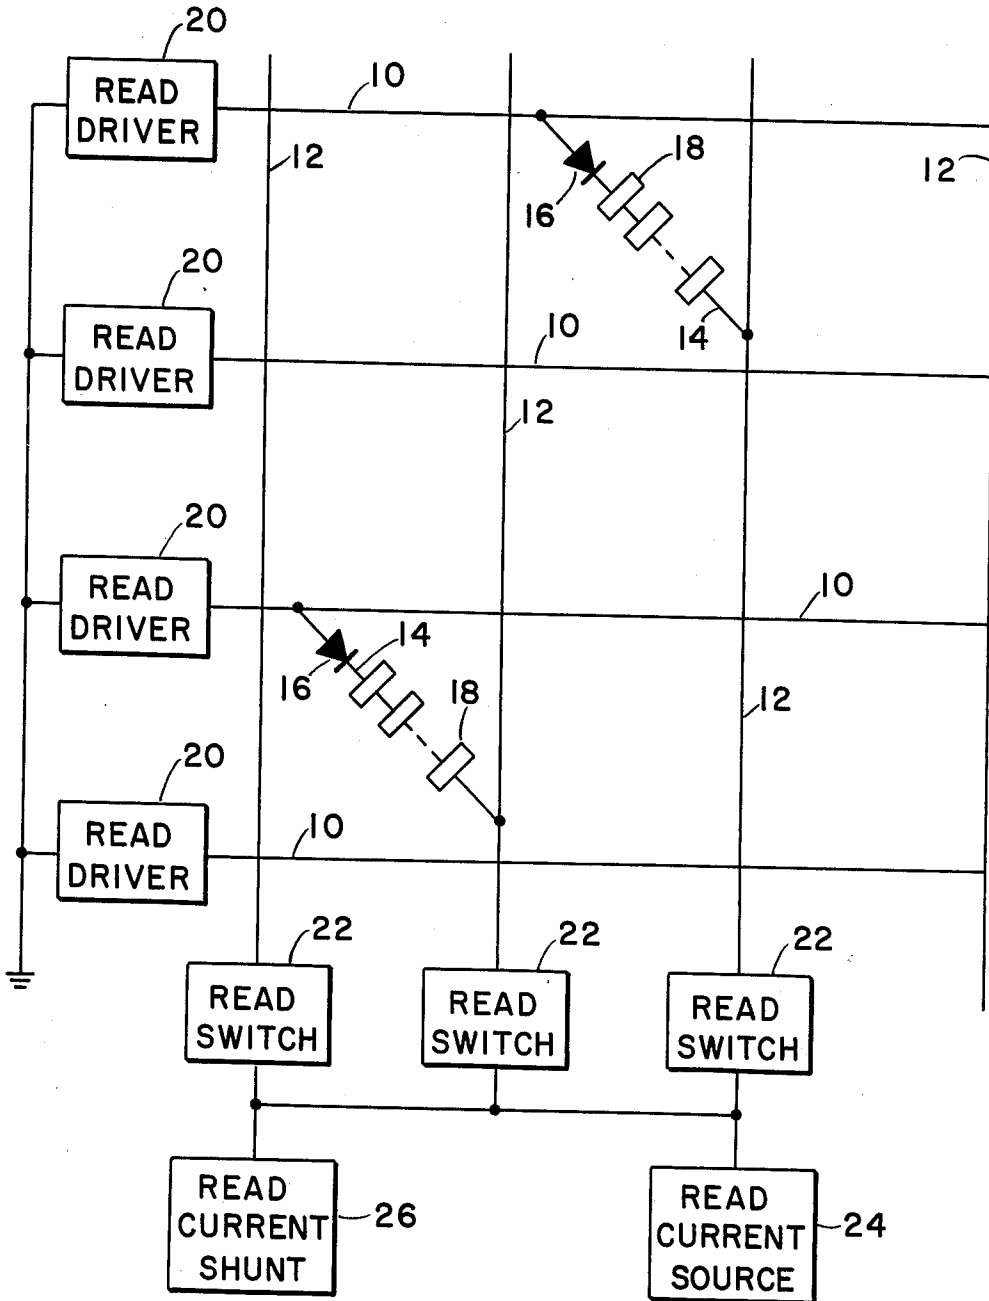 20
READ
DRIVER
10
12
18
12
16
14
20
READ
DRIVER
10
12
20
READ
DRIVER
10
14
16
18
12
20
READ
DRIVER
10
22
READ
SWITCH
22
READ
SWITCH
22
READ
SWITCH
READ
CURRENT
SHUNT
26
READ
CURRENT
SOURCE
24